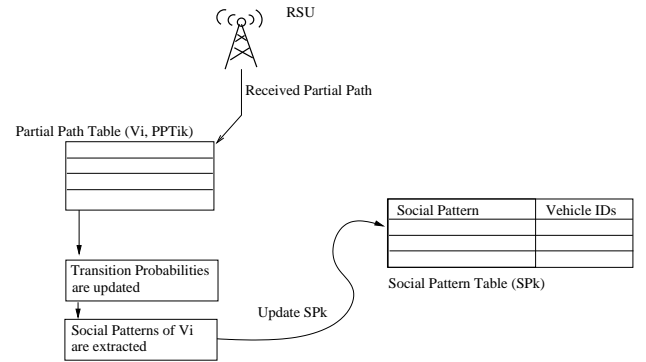 RSU
Received Partial Path
Partial Path Table (Vi, PPTik)
Social Pattern
Vehicle IDs
Transition Probabilities
are updated
Social Pattern Table (SPk)
Update SPk
Social Patterns of Vi
are extracted